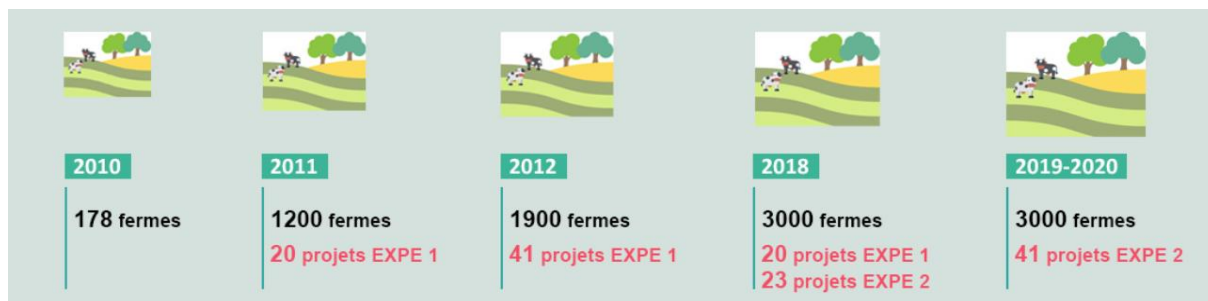 2010
178 fermes
2011
1200 fermes
20 projets EXPE 1
2012
1900 fermes
41 projets EXPE 1
2018
3000 fermes
20 projets EXPE 1
23 projets EXPE 2
2019-2020
3000 fermes
41 projets EXPE 2